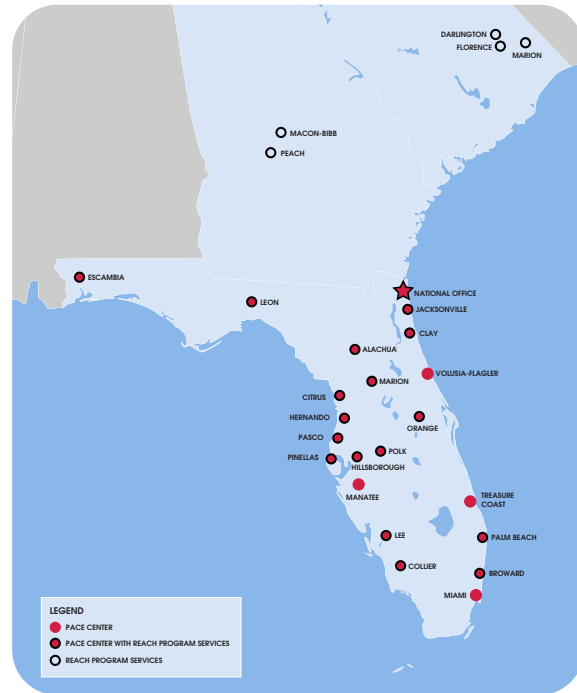 DARLINGTON
FLORENCE
MARION
MACON-BIBB
PEACH
ESCAMBIA
LEON
NATIONAL OFFICE
JACKSONVILLE
CLAY
ALACHUA
VOLUSIA-FLAGLER
MARION
CITRUS
HERNANDO
ORANGE
PASCO
POLK
PINELLAS
HILLSBOROUGH
MANATEE
TREASURE
COAST
LEE
PALM BEACH
COLLIER
BROWARD
MIAMI
LEGEND
PACE CENTER
PACE CENTER WITH REACH PROGRAM SERVICES
REACH PROGRAM SERVICES